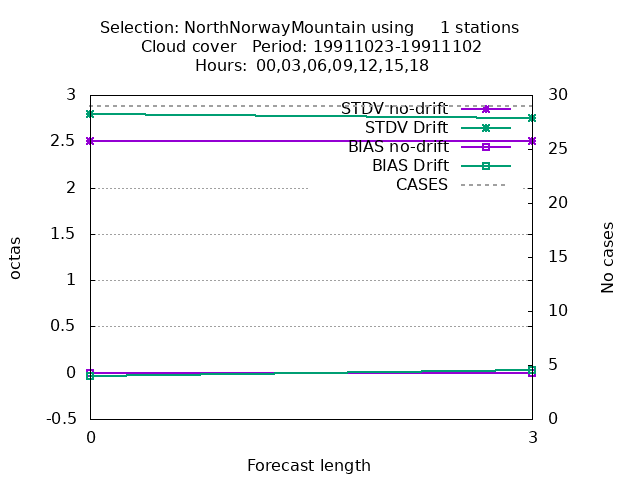 Selection: NorthNorwayMountain using 1 stations
Cloud cover Period: 19911023-19911102
Hours: 00,03,06,09,12,15,18
3
2.5
2
1.5
1
0.5
0
-0.5
octas
STDV no-drift
STDV Drift
BIAS no-drift
BIAS Drift
CASES
30
25
20
15
10
5
0
No cases
0
3
Forecast length